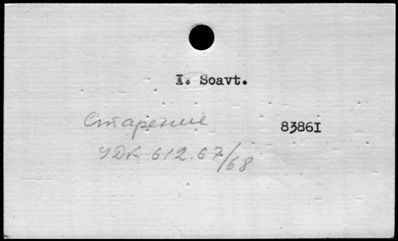 I. Soavt.
Старение
83861
УДК 612.67/68